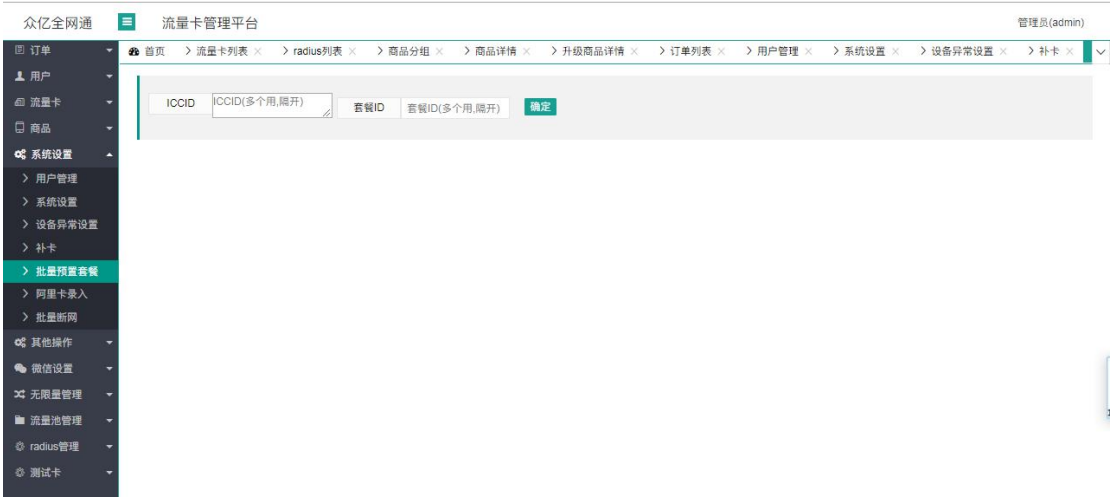 众亿全网通
流量卡管理平台
管理员(admin)
首页 流量卡列表 radius列表 商品分组 商品详情 升级商品详情 订单列表 用户管理 系统设置 设备异常设置 补卡
订单
用户
流量卡
商品
系统设置
用户管理
系统设置
设备异常设置
补卡
批量预置套餐
阿里卡录入
批量断网
其他操作
微信设置
无限量管理
流量池管理
radius管理
测试卡
ICCID ICCID(多个用,隔开) 套餐ID 套餐ID(多个用,隔开) 确定